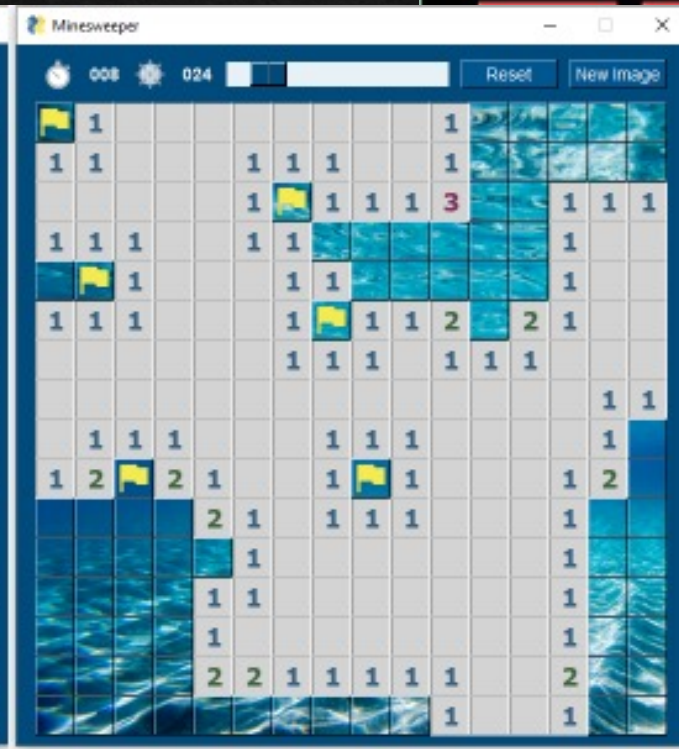 Minesweeper
008 024 Reset New Image
1 1
1 1 1 1 1 1
1 1 1 1 3 1 1 1
1 1 1 1 1 1
1 1 1 1
1 1 1 1 1 1 2 2 1
1 1 1 1 1 1
1 1
1 1 1 1 1 1 1
1 2 2 1 1 1 1 2
2 1 1 1 1 1
1 1
1 1 1
1 1
2 2 1 1 1 1 1 2
1 1